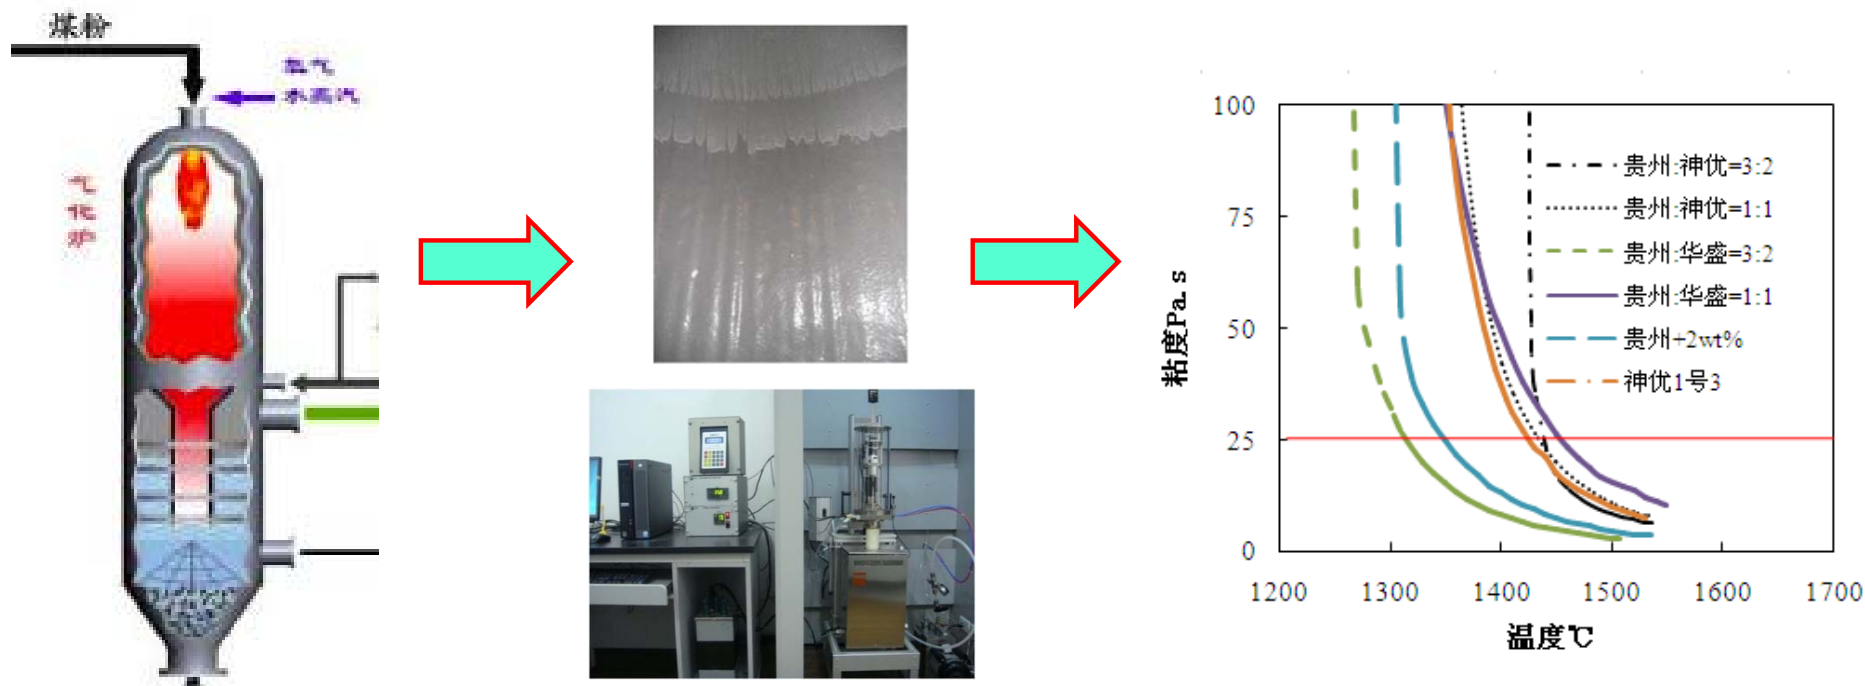 煤粉
氧气
水蒸汽
气化炉
粘度Pa.s
100
75
50
25
0
1200
1300
1400
1500
1600
1700
温度℃
贵州:神优=3:2
贵州:神优=1:1
贵州:华盛=3:2
贵州:华盛=1:1
贵州+2wt%
神优1号3